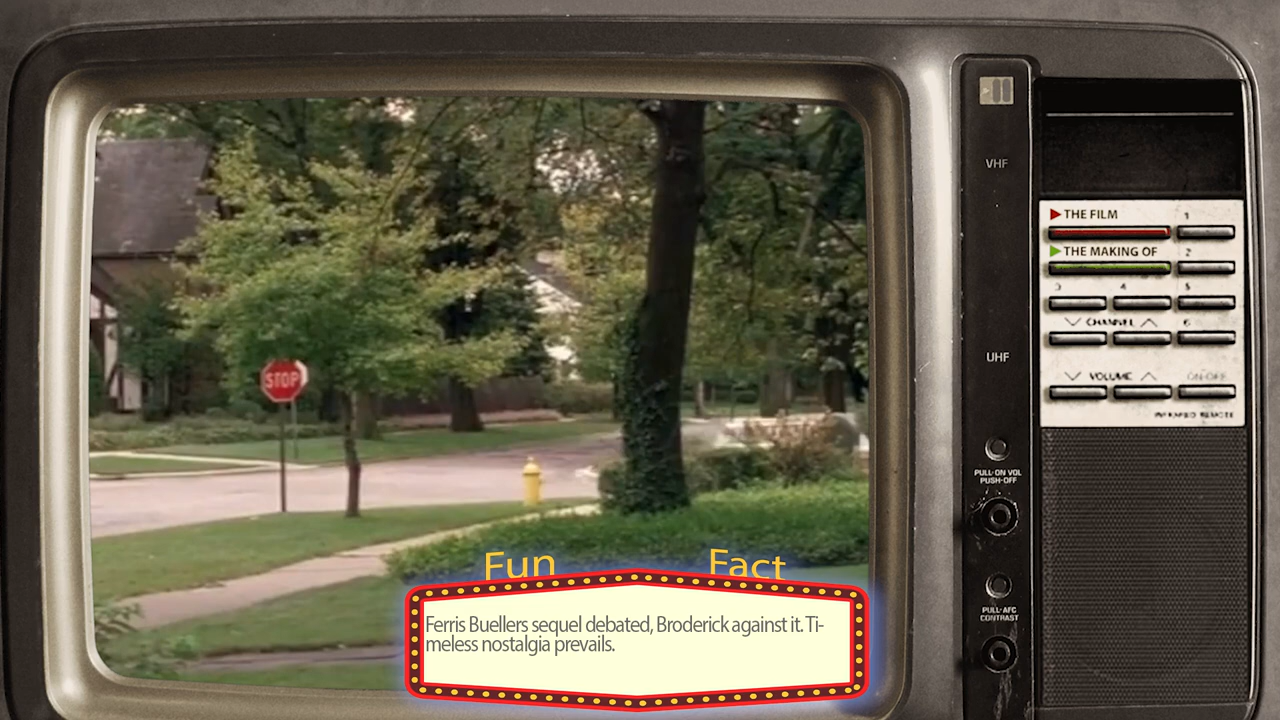 VHF
THE FILM
1
THE MAKING OF
2
3 4 5
CHANNEL 6
UHF
VOLUME ON-OFF
INFRARED REMOTE
STOP
PULL-ON VOL
PUSH-OFF
Fun Fact
Ferris Buellers sequel debated, Broderick against it. Ti-
meless nostalgia prevails.
PULL-AFC
CONTRAST